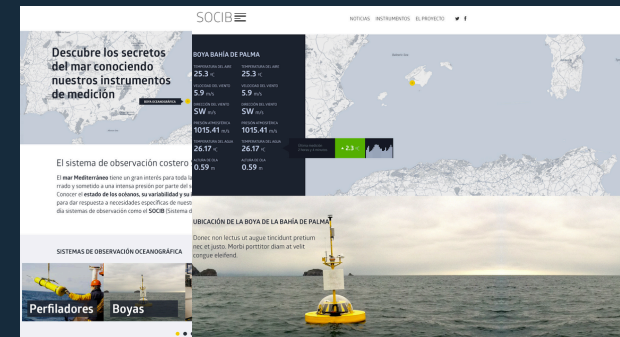 SOCIB
NOTICIAS INSTRUMENTOS EL PROYECTO
Descubre los secretos
del mar conociendo
nuestros instrumentos
de medición
BOYA OCEANOGRÁFICA
El sistema de observación costero
El mar Mediterráneo tiene un gran interés para toda la
rrado y sometido a una intensa presión por parte del s
Conocer el estado de los océanos, su variabilidad y su
para dar respuesta a necesidades específicas de nuest
día sistemas de observación como el SOCIB (Sistema d
SISTEMAS DE OBSERVACIÓN OCEANOGRÁFICA
Perfiladores
Boyas
BOYA BAHÍA DE PALMA
TEMPERATURA DEL AIRE TEMPERATURA DEL AIRE
25.3 ºC 25.3 ºC
VELOCIDAD DEL VIENTO VELOCIDAD DEL VIENTO
5.9 m/s 5.9 m/s
DIRECCIÓN DEL VIENTO DIRECCIÓN DEL VIENTO
SW m/s SW m/s
PRESIÓN ATMOSFÉRICA PRESIÓN ATMOSFÉRICA
1015.41 m/s 1015.41 m/s
TEMPERATURA DEL AGUA TEMPERATURA DEL AGUA
26.17 ºC 26.17 ºC
ALTURA DE OLA ALTURA DE OLA
0.59 m 0.59 m
+ 2.3
UBICACIÓN DE LA BOYA DE LA BAHÍA DE PALMA
Donec non lectus ut augue tincidunt pretium
nec et justo. Morbi porttitor diam at velit
congue eleifend.